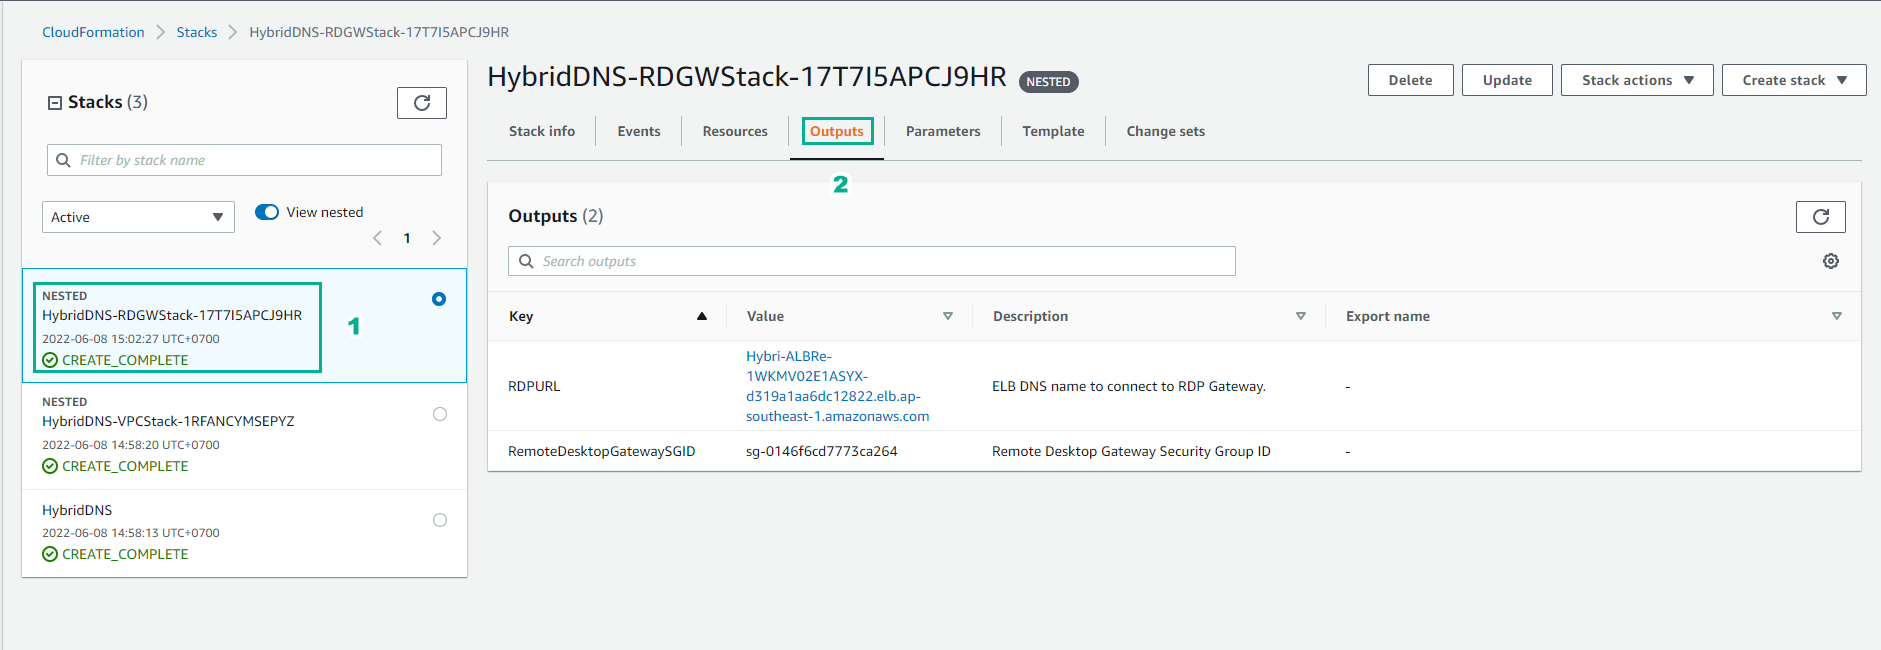 CloudFormation > Stacks > HybridDNS-RDGWStack-17T7I5APCJ9HR
Stacks (3)
Filter by stack name
Active
View nested
1
NESTED
HybridDNS-RDGWStack-17T7I5APCJ9HR
2022-06-08 15:02:27 UTC+0700
CREATE_COMPLETE
1
NESTED
HybridDNS-VPCStack-1RFANCYMSEPYZ
2022-06-08 14:58:20 UTC+0700
CREATE_COMPLETE
HybridDNS
2022-06-08 14:58:13 UTC+0700
CREATE_COMPLETE
HybridDNS-RDGWStack-17T7I5APCJ9HR NESTED
Delete Update Stack actions Create stack
Stack info Events Resources Outputs Parameters Template Change sets
2
Outputs (2)
Search outputs
Key Value Description Export name
RDPURL
Hybri-ALBRe-
1WKMV02E1ASYX-
d319a1aa6dc12822.elb.ap-
southeast-1.amazonaws.com
ELB DNS name to connect to RDP Gateway.
-
RemoteDesktopGatewaySGID sg-0146f6cd7773ca264 Remote Desktop Gateway Security Group ID -